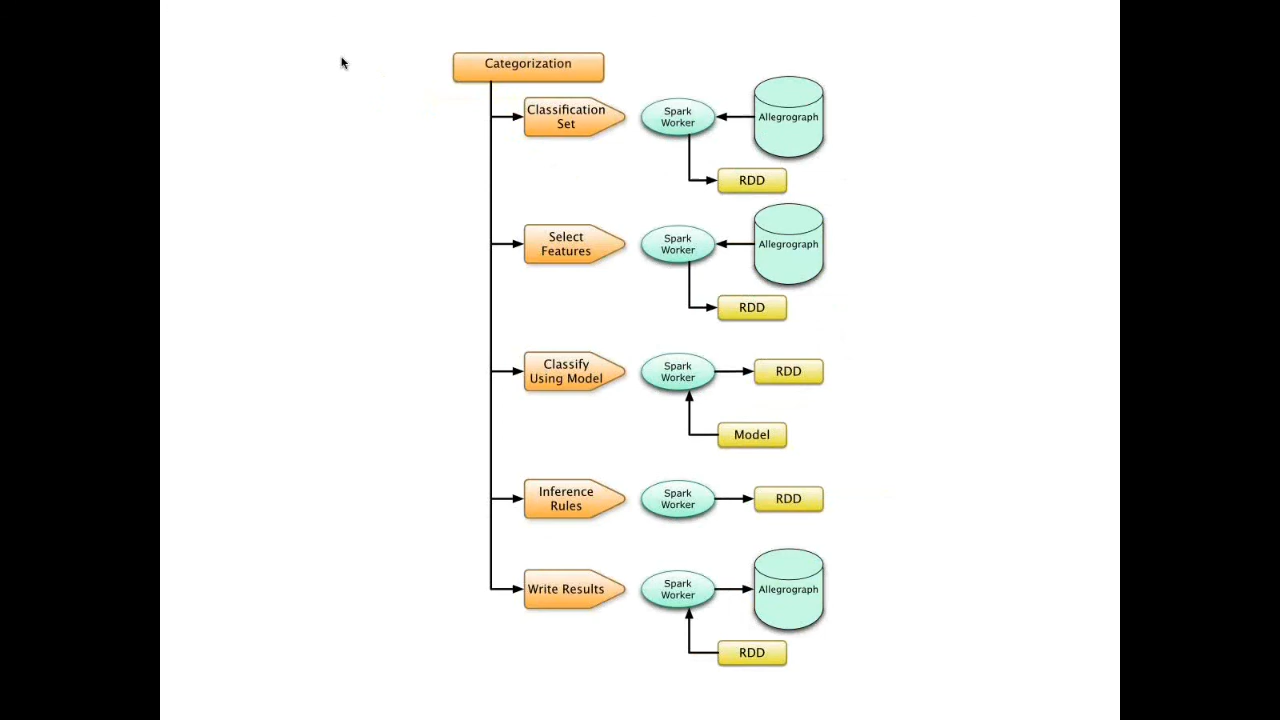 Categorization
Classification
Set
Spark
Worker
Allegrograph
RDD
Select
Features
Spark
Worker
Allegrograph
RDD
Classify
Using Model
Spark
Worker
RDD
Model
Inference
Rules
Spark
Worker
RDD
Write Results
Spark
Worker
Allegrograph
RDD